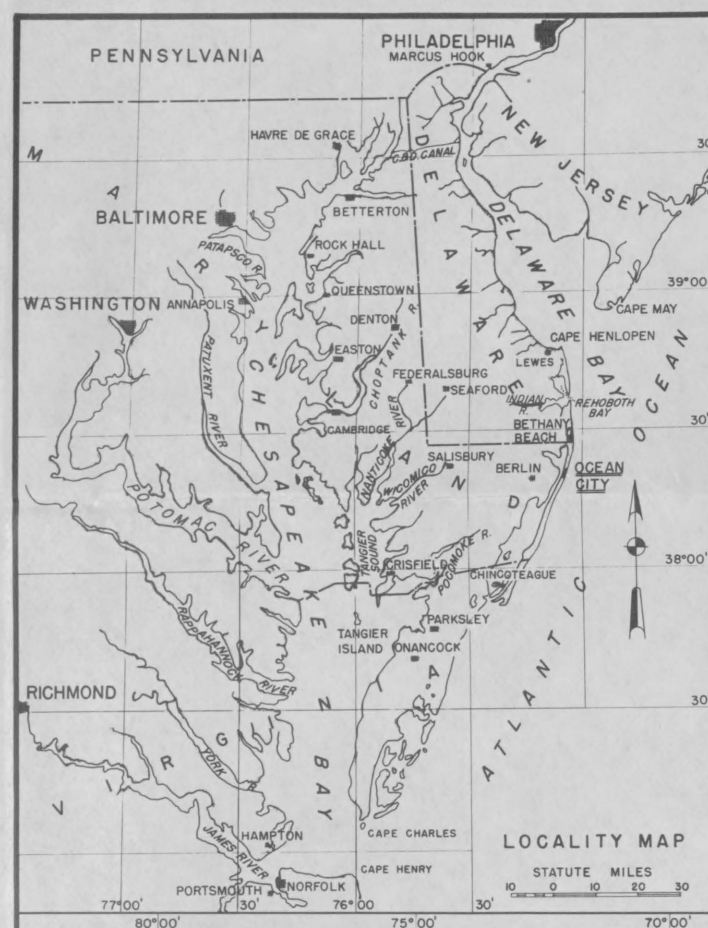 PENNSYLVANIA
PHILADELPHIA
MARCUS HOOK
HAVRE DE GRACE
C.&D. CANAL
NEW JERSEY
30'
MARYLAND
DELAWARE
DELAWARE BAY
BALTIMORE
BETTERTON
PATAPSCO R.
ROCK HALL
QUEENSTOWN
39°00'
WASHINGTON
ANNAPOLIS
DENTON
CAPE MAY
EASTON
CHOPTANK R.
CAPE HENLOPEN
LEWES
PATUXENT
RIVER
CHESAPEAKE
BAY
FEDERALSBURG
SEAFORD
INDIAN
R.
REHOBOTH
BAY
CAMBRIDGE
BETHANY
BEACH
30'
NANTICOKE RIVER
WICOMICO
RIVER
SALISBURY
BERLIN
OCEAN
CITY
POTOMAC RIVER
TANGIER
SOUND
CRISFIELD
POCOMOKE R.
38°00'
CHINCOTEAGUE
RAPPAHANNOCK
RIVER
TANGIER
ISLAND
PARKSLEY
ONANCOCK
ATLANTIC OCEAN
RICHMOND
30'
VIRGINIA
YORK R.
JAMES RIVER
HAMPTON
CAPE CHARLES
LOCALITY MAP
CAPE HENRY
STATUTE MILES
PORTSMOUTH
NORFOLK
10 0 10 20 30
77°00' 30' 76°00' 75°00' 30' 70°00'
80°00' 30'